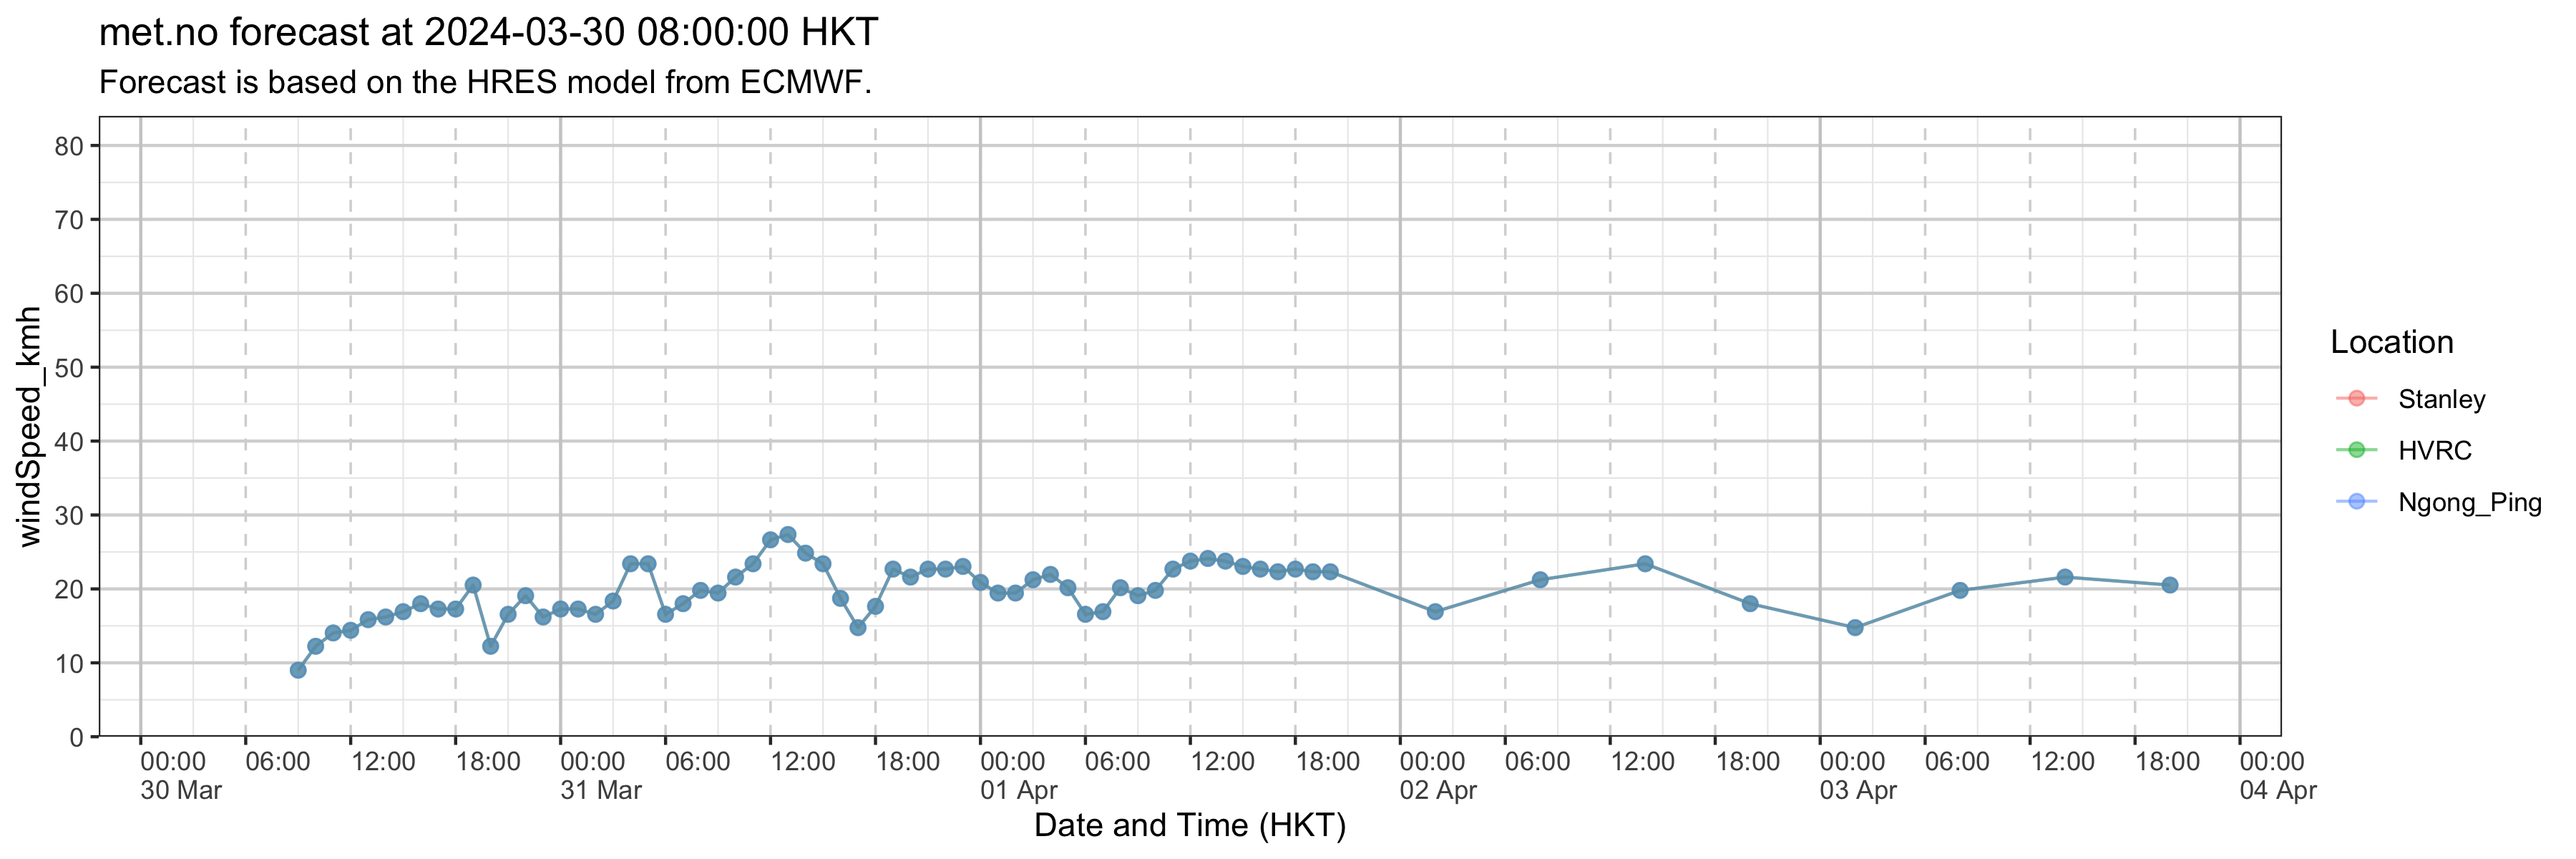 met.no forecast at 2024-03-30 08:00:00 HKT
Forecast is based on the HRES model from ECMWF.
windSpeed_kmh
80
70
60
50
40
30
20
10
0
00:00 06:00 12:00 18:00 00:00 06:00 12:00 18:00 00:00 06:00 12:00 18:00 00:00 06:00 12:00 18:00 00:00 06:00 12:00 18:00 00:00
30 Mar 31 Mar 01 Apr 02 Apr 03 Apr 04 Apr
Date and Time (HKT)
Location
Stanley
HVRC
Ngong_Ping